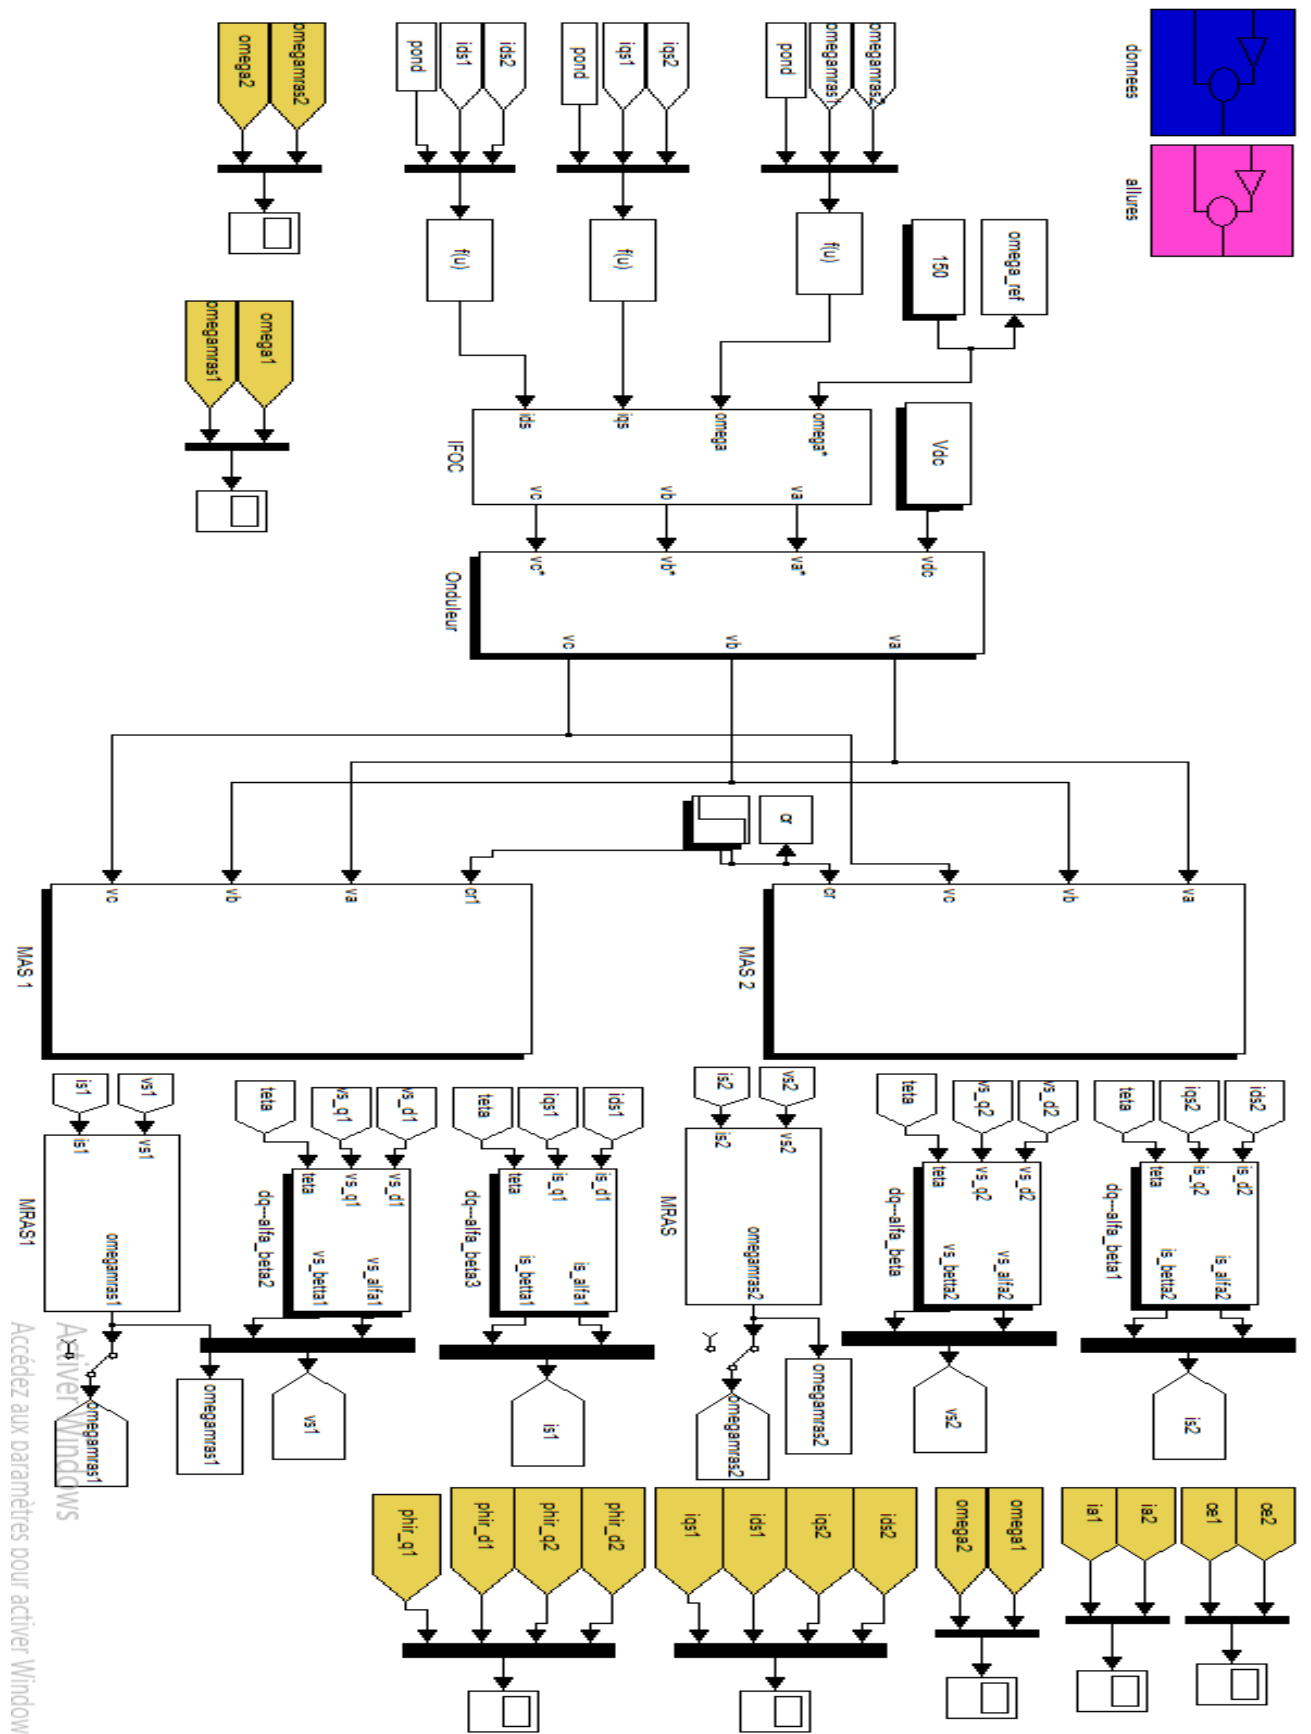 donnees
allures
omega_ref
150
omegamras2
omegamras1
pond
f(u)
iqs2
iqs1
pond
f(u)
ids2
ids1
pond
f(u)
omegamras2
omega2
omega1
omegamras1
omega*
omega
iqs
ids
va
vb
vc
IFOC
Vdc
vdc
va*
vb*
vc*
va
vb
vc
Onduleur
va
vb
vc
cr
MAS 2
cr
cr1
va
vb
vc
MAS 1
ids2
iqs2
teta
is_d2
is_q2
teta
is_alfa2
is_betta2
dq---alfa_beta1
is2
vs_d2
vs_q2
teta
vs_d2
vs_q2
teta
vs_alfa2
vs_betta2
dq---alfa_beta
vs2
vs2
is2
vs2
is2
omegamras2
MRAS
omegamras2
omegamras2
ids1
iqs1
teta
is_d1
is_q1
teta
is_alfa1
is_betta1
dq---alfa_beta3
is1
vs_d1
vs_q1
teta
vs_d1
vs_q1
teta
vs_alfa1
vs_betta1
dq---alfa_beta2
vs1
vs1
is1
vs1
is1
omegamras1
MRAS1
omegamras1
omegamras1
ce2
ce1
ia2
ia1
omega1
omega2
ids2
iqs2
ids1
iqs1
phir_d2
phir_q2
phir_d1
phir_q1
Activer Windows
Accédez aux paramètres pour activer Window